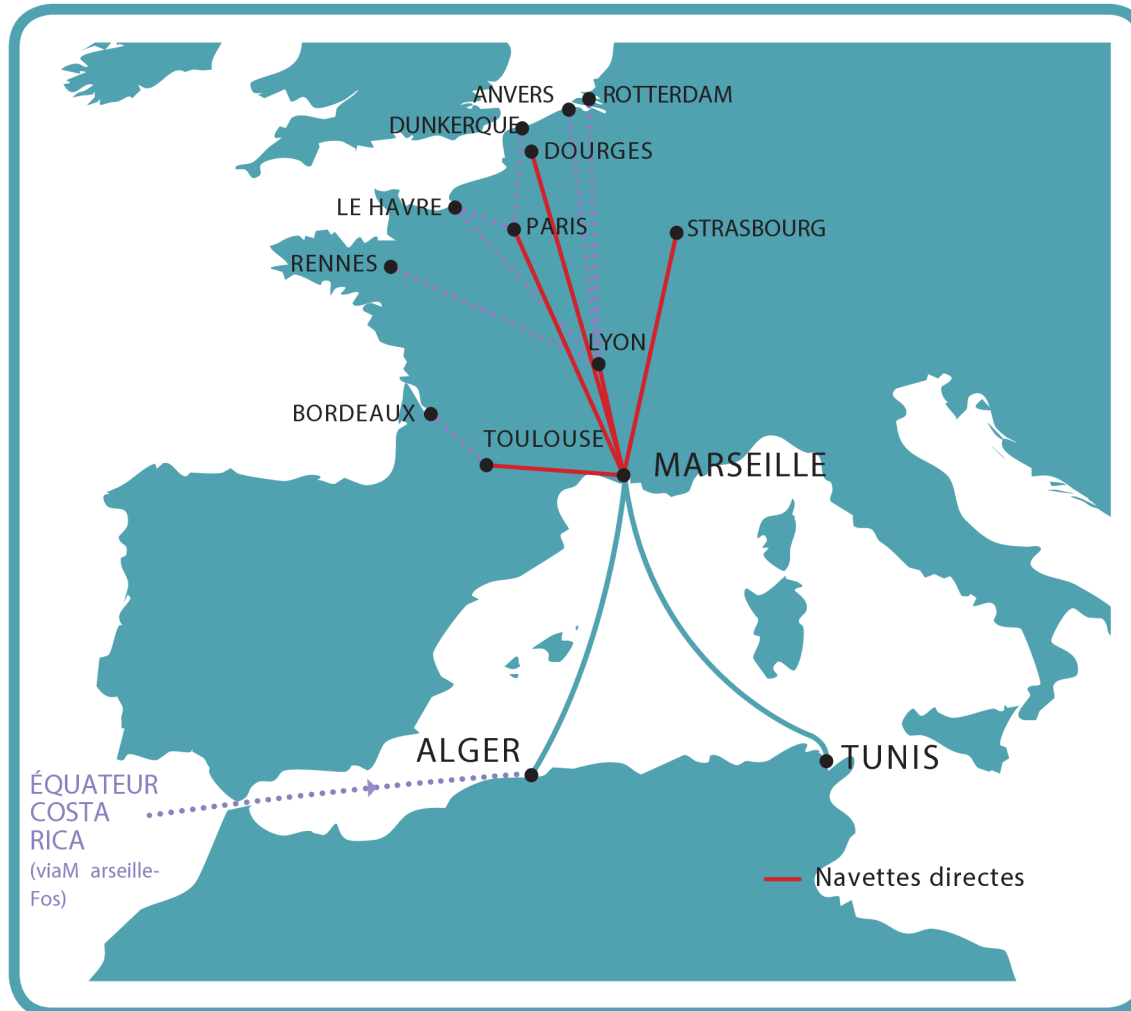 ANVERS
ROTTERDAM
DUNKERQUE
DOURGES
LE HAVRE
PARIS
STRASBOURG
RENNES
LYON
BORDEAUX
TOULOUSE
MARSEILLE
ALGER
TUNIS
ÉQUATEUR
COSTA
RICA
(viaM arseille-
Fos)
Navettes directes